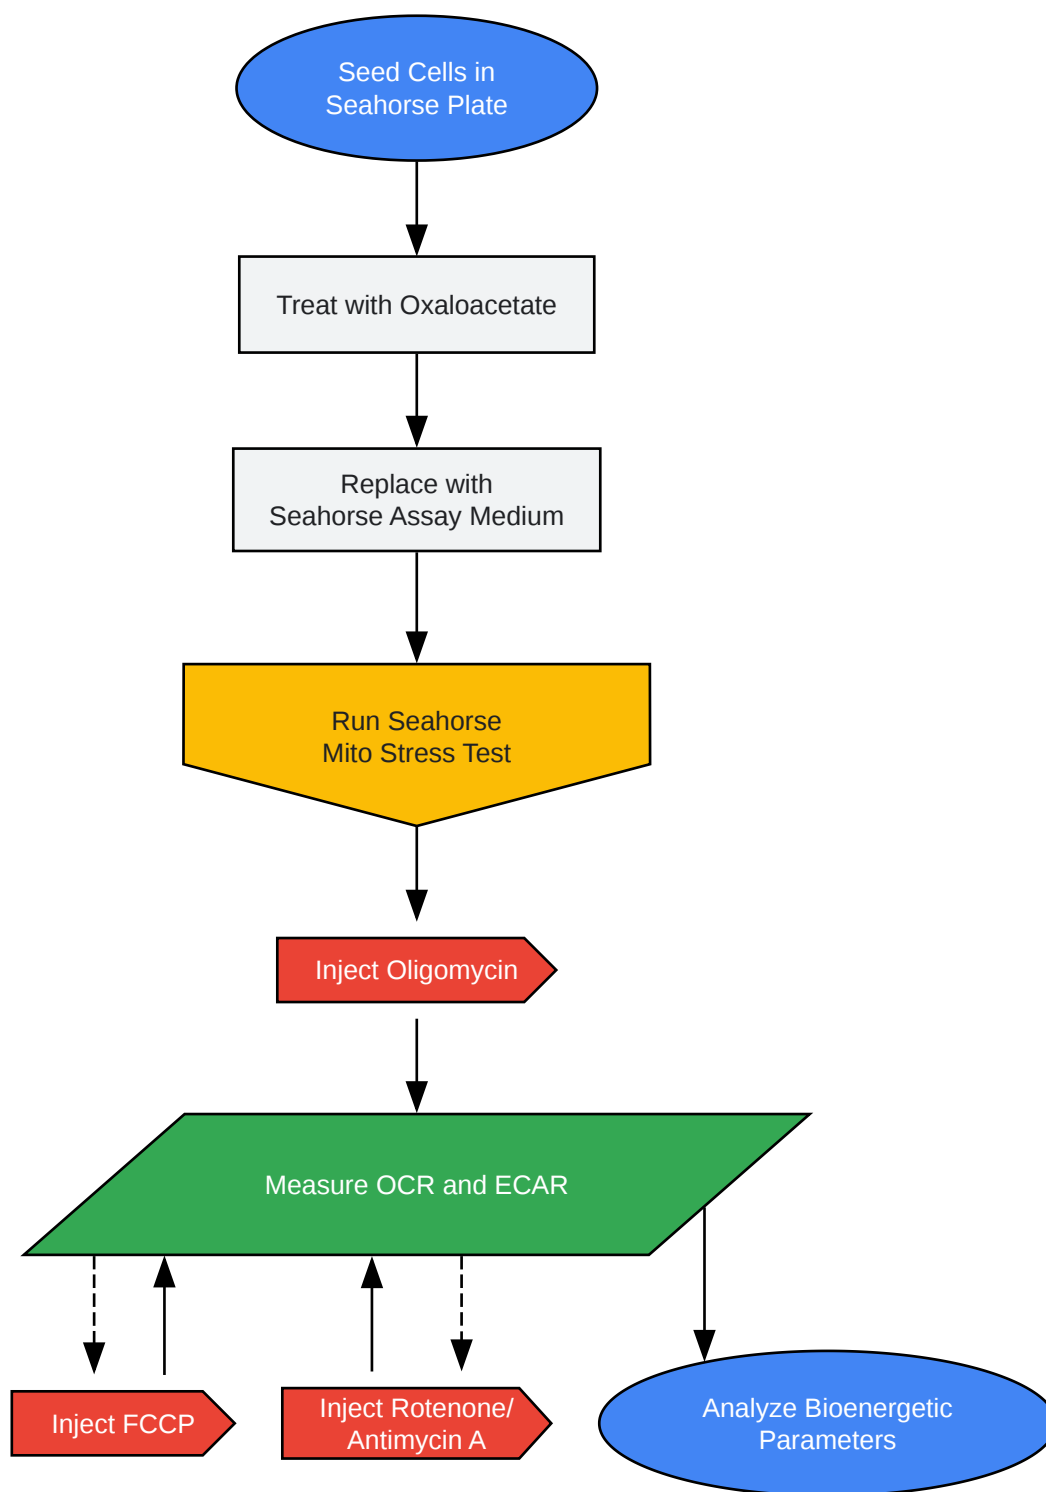 Seed Cells in
Seahorse Plate
Treat with Oxaloacetate
Replace with
Seahorse Assay Medium
Run Seahorse
Mito Stress Test
Inject Oligomycin
Measure OCR and ECAR
Inject FCCP
Inject Rotenone/
Antimycin A
Analyze Bioenergetic
Parameters